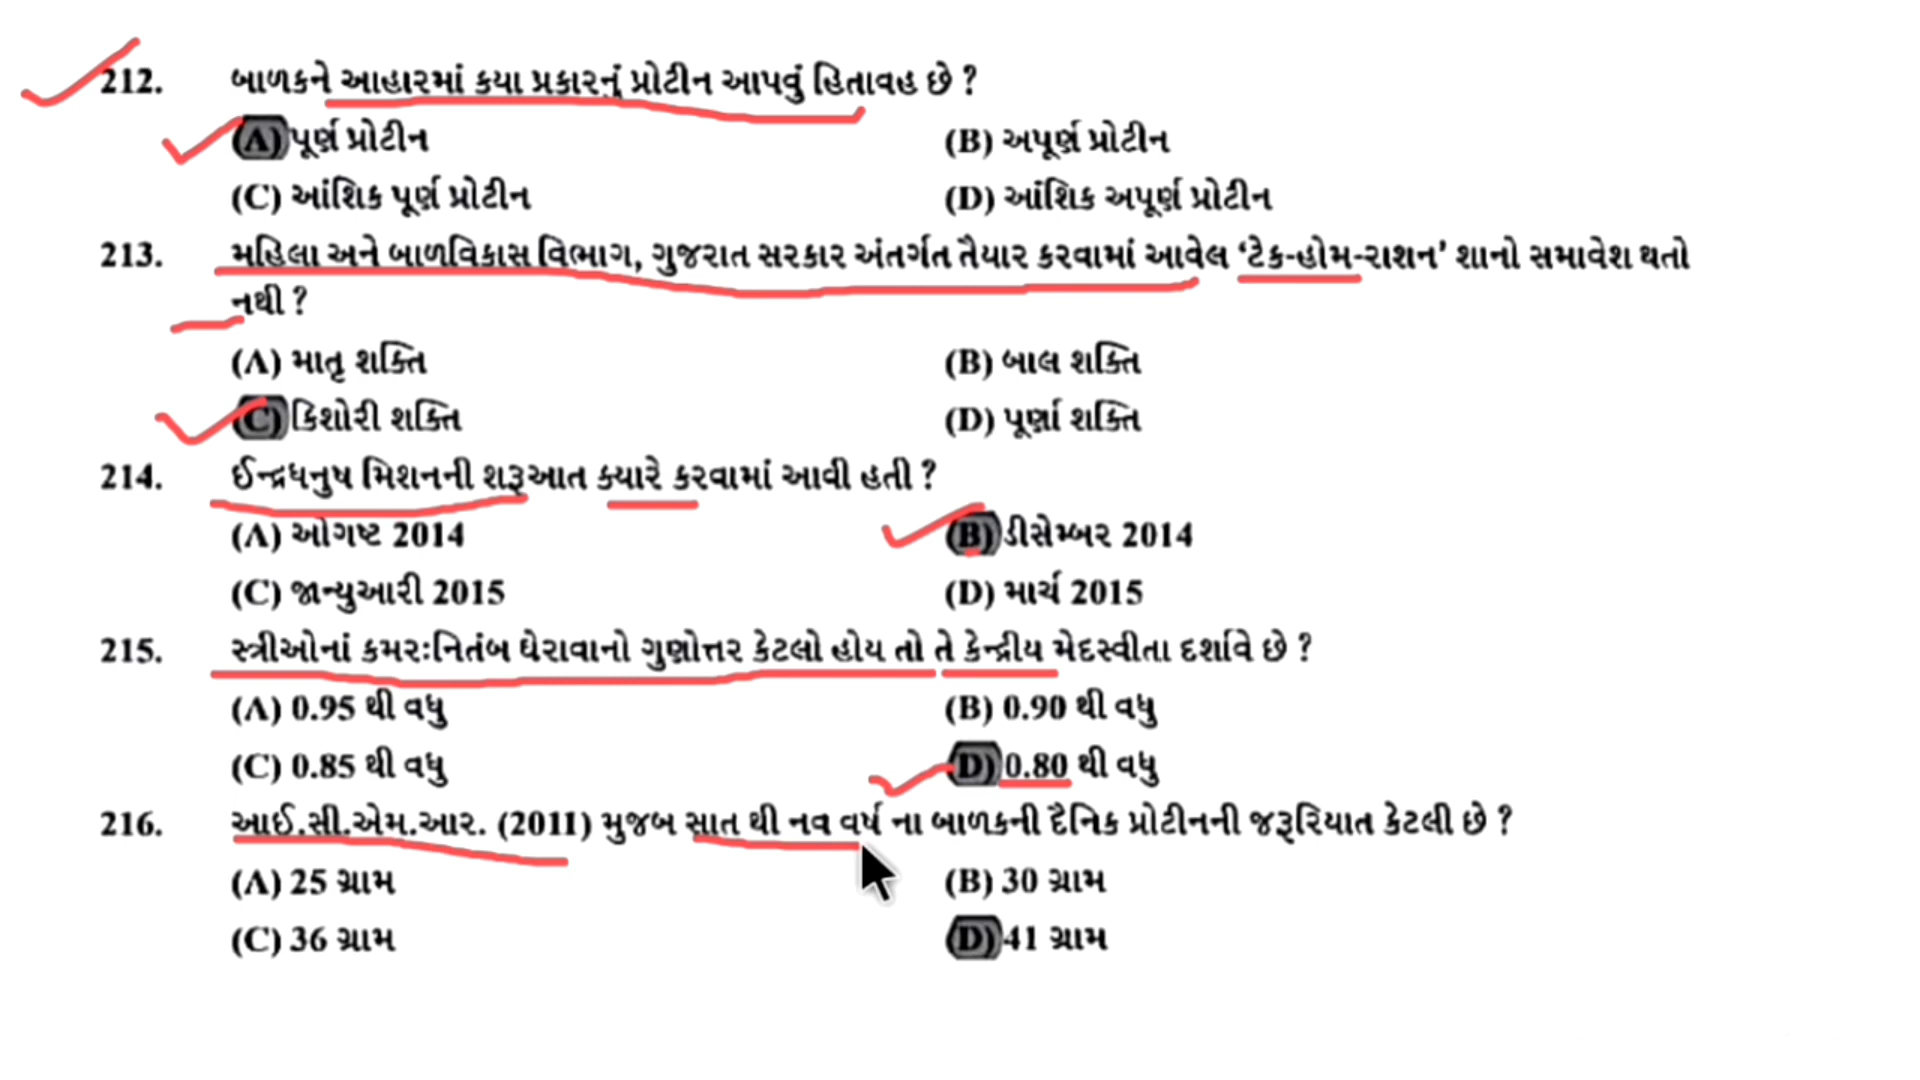 212. બાળકને આહારમાં કયા પ્રકારનું પ્રોટીન આપવું હિતાવહ છે ?
(A) પૂર્ણ પ્રોટીન (B) અપૂર્ણ પ્રોટીન
(C) આંશિક પૂર્ણ પ્રોટીન (D) આંશિક અપૂર્ણ પ્રોટીન
213. મહિલા અને બાળવિકાસ વિભાગ, ગુજરાત સરકાર અંતર્ગત તૈયાર કરવામાં આવેલ ‘ટેક-હોમ-રાશન’ શાનો સમાવેશ થતો
નથી ?
(A) માતૃ શક્તિ (B) બાલ શક્તિ
(C) કિશોરી શક્તિ (D) પૂર્ણા શક્તિ
214. ઈન્દ્રધનુષ મિશનની શરૂઆત ક્યારે કરવામાં આવી હતી ?
(A) ઓગષ્ટ 2014 (B) ડીસેમ્બર 2014
(C) જાન્યુઆરી 2015 (D) માર્ચ 2015
215. સ્ત્રીઓનાં કમરઃનિતંબ ઘેરાવાનો ગુણોત્તર કેટલો હોય તો તે કેન્દ્રીય મેદસ્વીતા દર્શાવે છે ?
(A) 0.95 થી વધુ (B) 0.90 થી વધુ
(C) 0.85 થી વધુ (D) 0.80 થી વધુ
216. આઈ.સી.એમ.આર. (2011) મુજબ સાત થી નવ વર્ષ ના બાળકની દૈનિક પ્રોટીનની જરૂરિયાત કેટલી છે ?
(A) 25 ગ્રામ (B) 30 ગ્રામ
(C) 36 ગ્રામ (D) 41 ગ્રામ